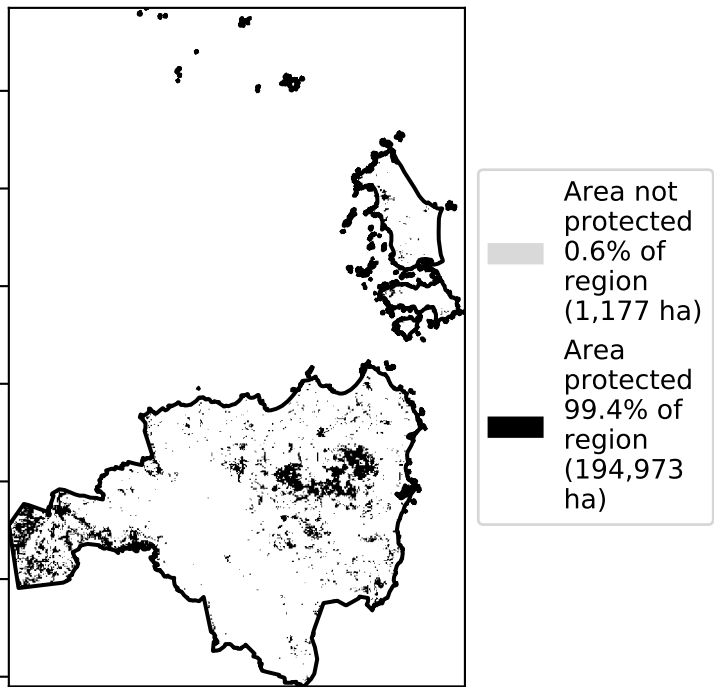 Area not
protected
0.6% of
region
(1,177 ha)
Area
protected
99.4% of
region
(194,973
ha)